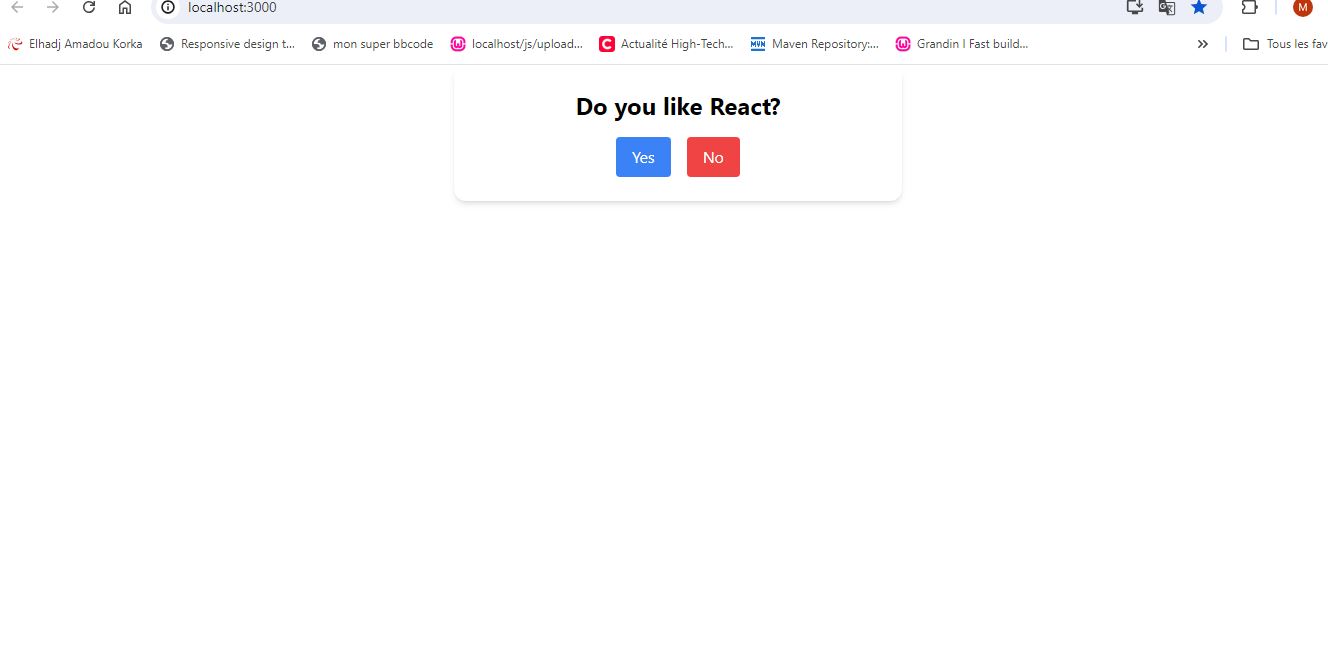 localhost:3000
M
Elhadj Amadou Korka
Responsive design t...
mon super bbcode
localhost/js/upload...
C Actualité High-Tech...
MVN Maven Repository:...
Grandin | Fast build...
Tous les fav
Do you like React?
Yes
No